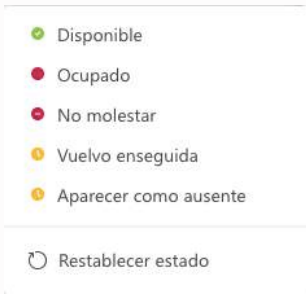 Disponible
Ocupado
No molestar
Vuelvo enseguida
Aparecer como ausente
Restablecer estado